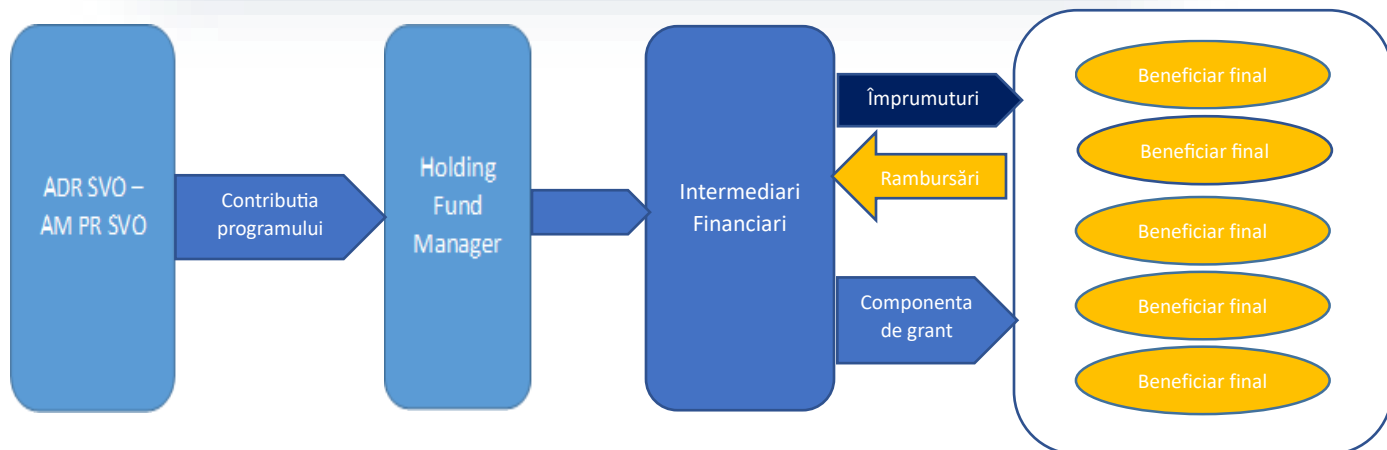 ADR SVO –
AM PR SVO
Contributia
programului
Holding
Fund
Manager
Intermediari
Financiari
Împrumuturi
Rambursări
Componenta
de grant
Beneficiar final
Beneficiar final
Beneficiar final
Beneficiar final
Beneficiar final